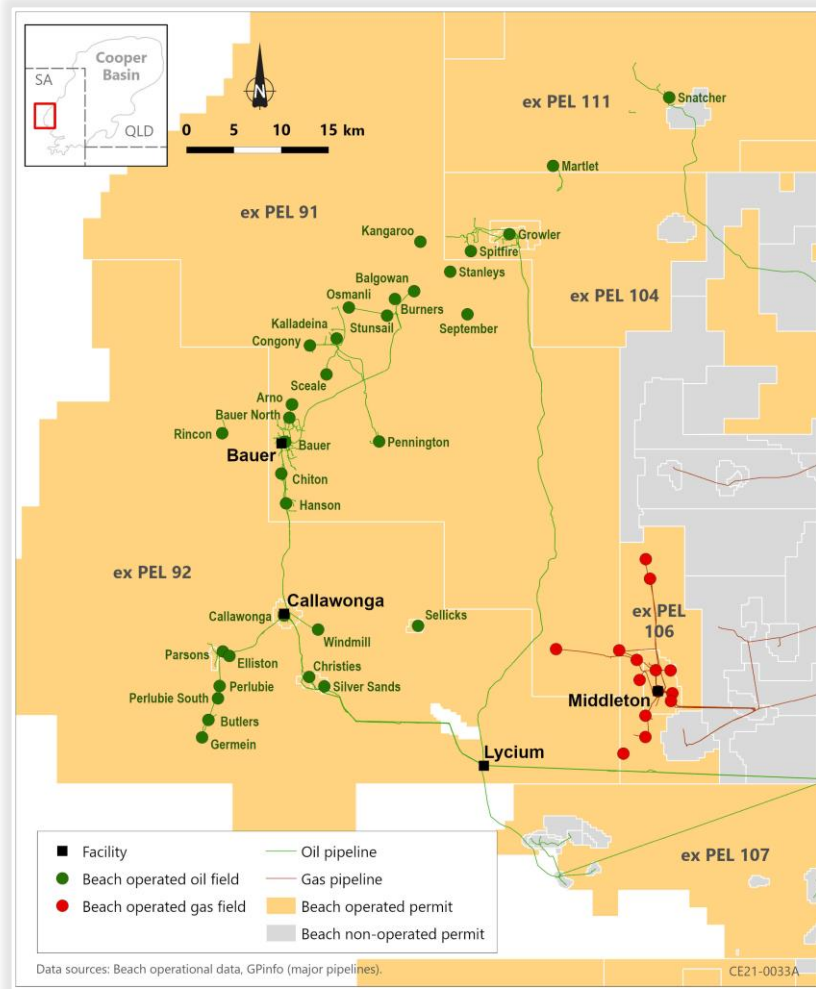 Cooper
Basin
SA
QLD
N
0 5 10 15 km
ex PEL 111
Snatcher
Martlet
ex PEL 91
Kangaroo
Growler
Spitfire
Stanleys
Balgowan
Osmanli
Burners
ex PEL 104
Kalladeina
Stunsail
September
Congony
Sceale
Arno
Bauer North
Rincon
Bauer
Pennington
Bauer
Chiton
Hanson
ex PEL 92
Callawonga
ex PEL
106
Callawonga
Sellicks
Windmill
Parsons
Elliston
Christies
Perlubie
Silver Sands
Middleton
Perlubie South
Butlers
Germein
Lycium
ex PEL 107
Facility
Beach operated oil field
Beach operated gas field
Oil pipeline
Gas pipeline
Beach operated permit
Beach non-operated permit
Data sources: Beach operational data, GPinfo (major pipelines).
CE21-0033A